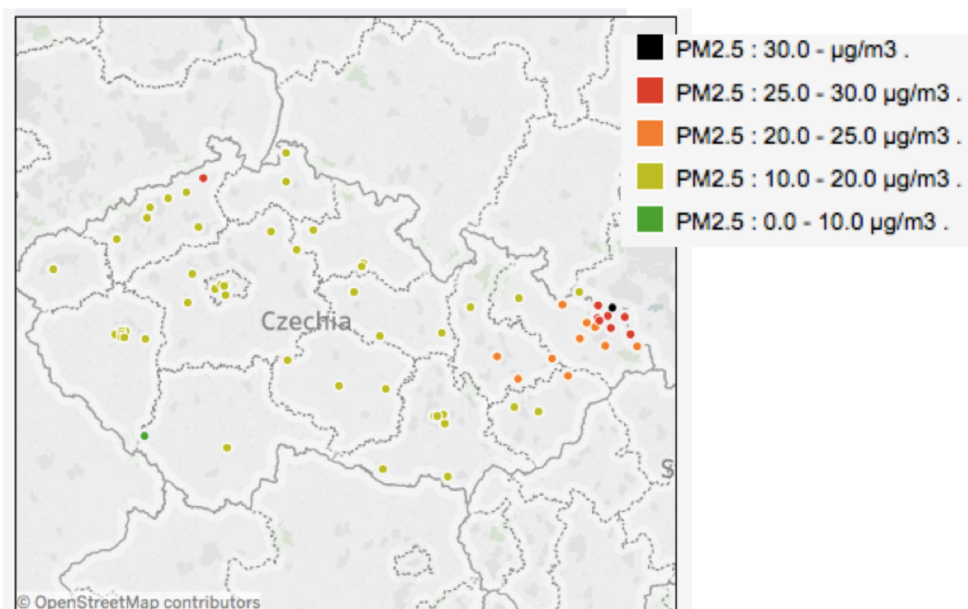 PM2.5 : 30.0 - µg/m3 .
PM2.5 : 25.0 - 30.0 µg/m3 .
PM2.5 : 20.0 - 25.0 µg/m3 .
PM2.5 : 10.0 - 20.0 µg/m3 .
PM2.5 : 0.0 - 10.0 µg/m3 .
Czechia
S
© OpenStreetMap contributors